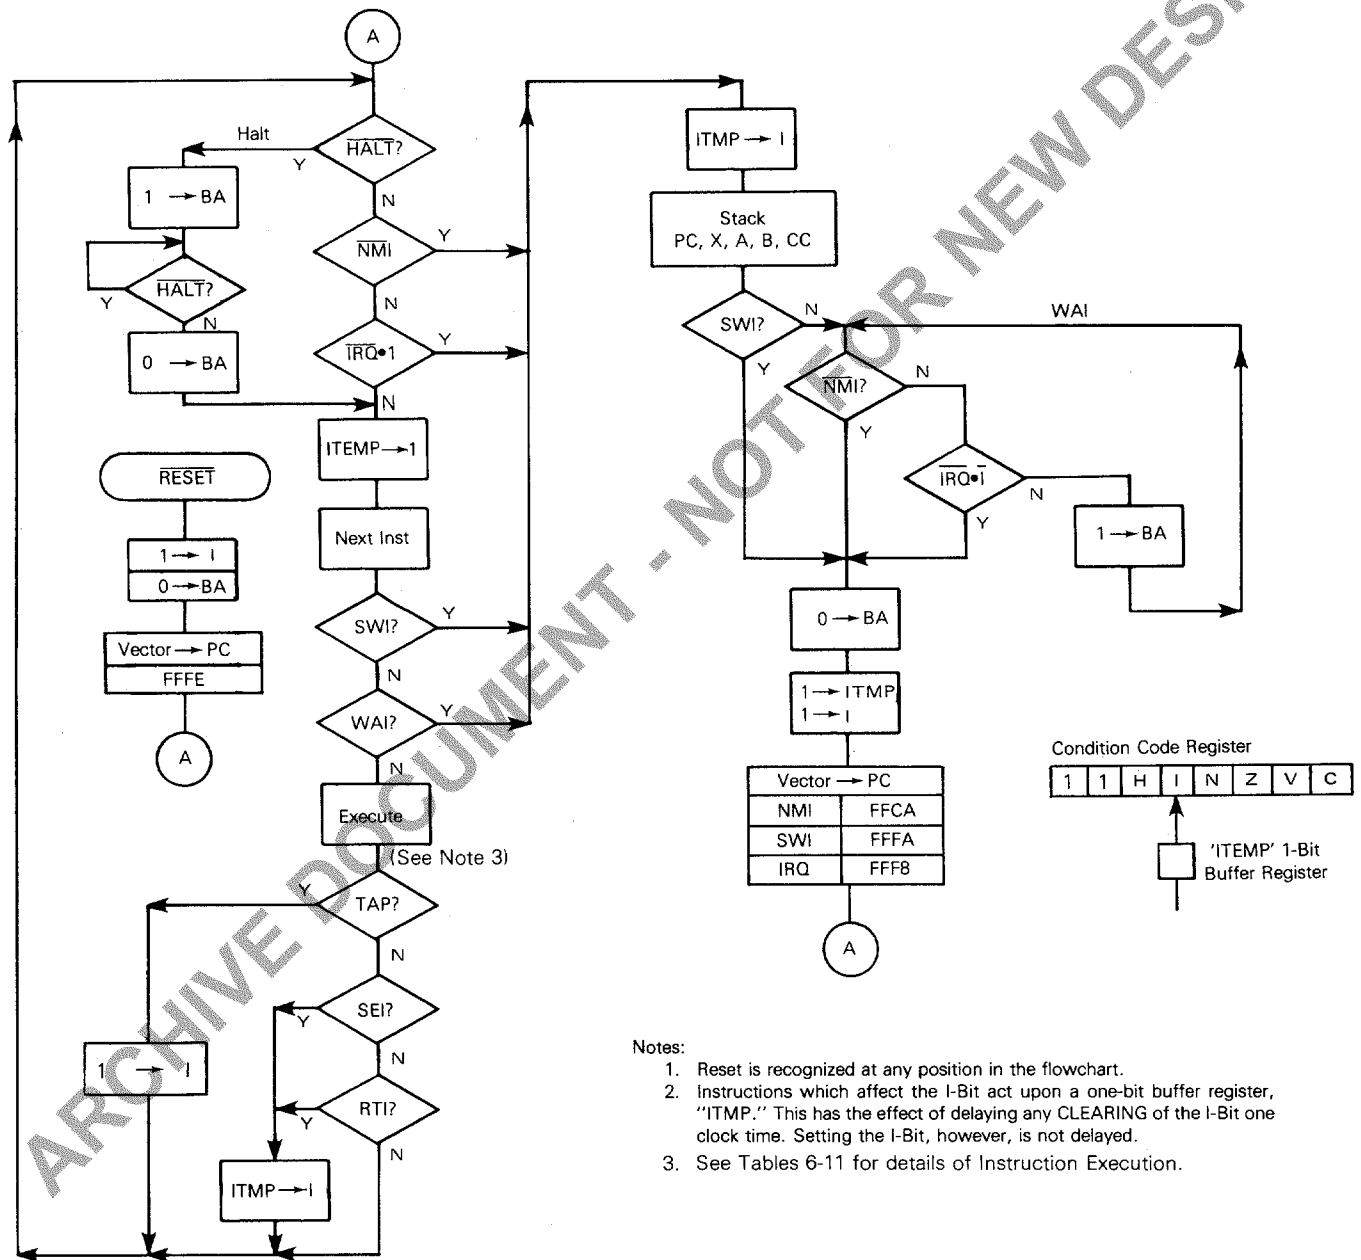 A
Halt
HALT?
Y
N
1 → BA
NMI
Y
N
HALT?
Y
N
IRQ•1
Y
N
0 → BA
ITEMP→1
RESET
Next Inst
1 → I
0→BA
SWI?
Y
N
Vector → PC
FFFE
WAI?
Y
N
A
Execute
(See Note 3)
TAP?
Y
N
SEI?
Y
N
1 → I
RTI?
Y
N
ITMP→I
ITMP → I
Stack
PC, X, A, B, CC
SWI?
N
Y
WAI
NMI?
N
Y
IRQ•I
N
Y
1→BA
0→BA
1→ITMP
1→I
Vector → PC
NMI FFCA
SWI FFFA
IRQ FFF8
A
Condition Code Register
1 1 H I N Z V C
'ITEMP' 1-Bit
Buffer Register
Notes:
1. Reset is recognized at any position in the flowchart.
2. Instructions which affect the I-Bit act upon a one-bit buffer register,
"ITMP." This has the effect of delaying any CLEARING of the I-Bit one
clock time. Setting the I-Bit, however, is not delayed.
3. See Tables 6-11 for details of Instruction Execution.
ARCHIVE DOCUMENT - NOT FOR NEW DESI